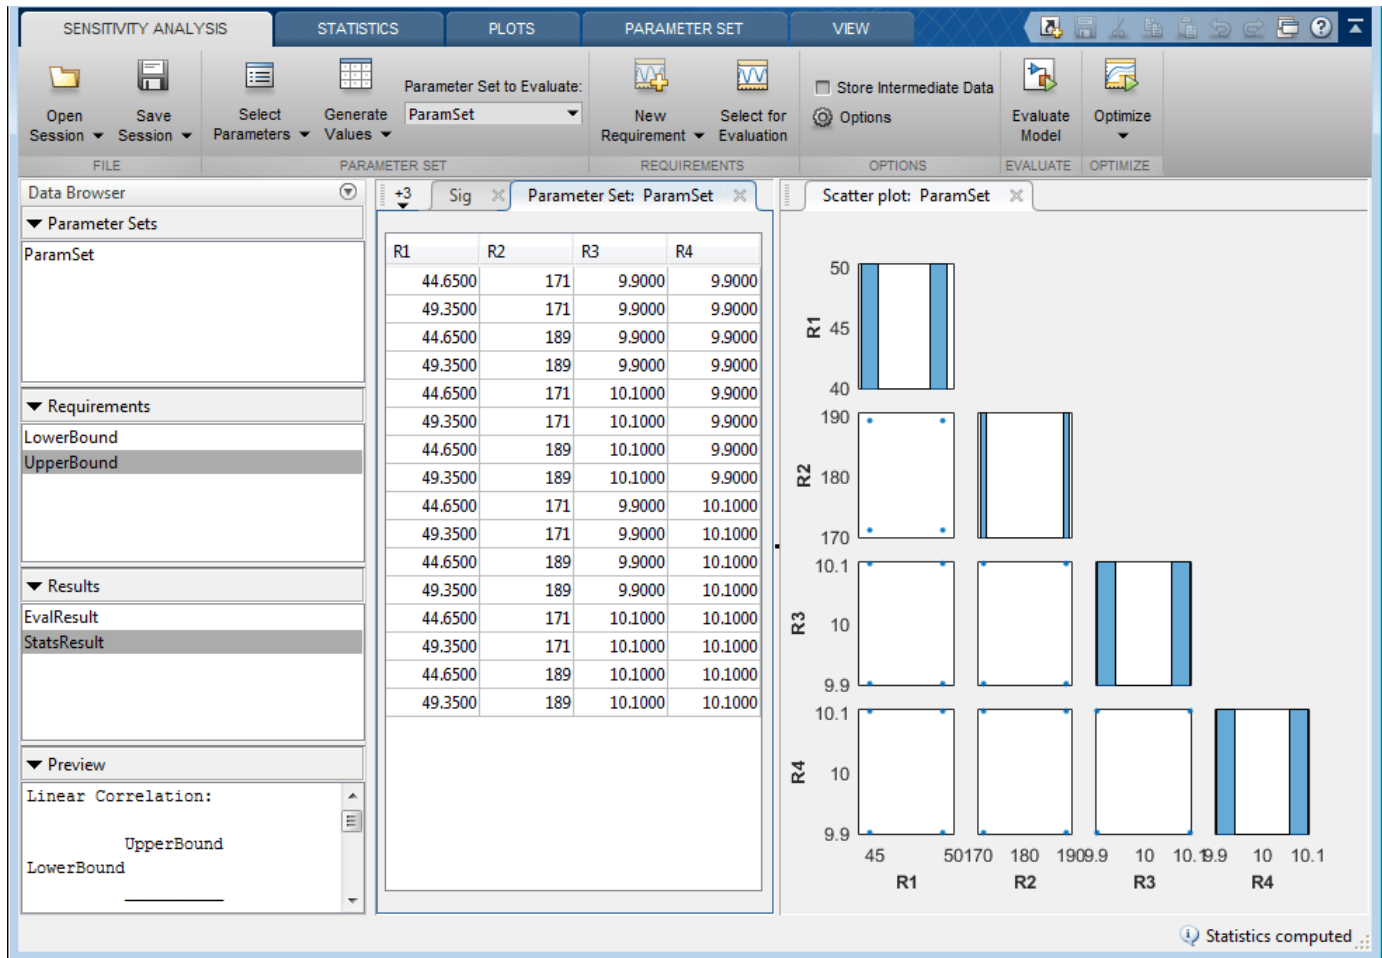 SENSITIVITY ANALYSIS STATISTICS PLOTS PARAMETER SET VIEW
Open Session Save Session Select Parameters Generate Values Parameter Set to Evaluate: ParamSet New Requirement Select for Evaluation Store Intermediate Data Options Evaluate Model Optimize
FILE PARAMETER SET REQUIREMENTS OPTIONS EVALUATE OPTIMIZE
Data Browser
Parameter Sets
ParamSet
Requirements
LowerBound
UpperBound
Results
EvalResult
StatsResult
Preview
Linear Correlation:
UpperBound
LowerBound
__________
+3 Sig Parameter Set: ParamSet
R1 R2 R3 R4
44.6500 171 9.9000 9.9000
49.3500 171 9.9000 9.9000
44.6500 189 9.9000 9.9000
49.3500 189 9.9000 9.9000
44.6500 171 10.1000 9.9000
49.3500 171 10.1000 9.9000
44.6500 189 10.1000 9.9000
49.3500 189 10.1000 9.9000
44.6500 171 9.9000 10.1000
49.3500 171 9.9000 10.1000
44.6500 189 9.9000 10.1000
49.3500 189 9.9000 10.1000
44.6500 171 10.1000 10.1000
49.3500 171 10.1000 10.1000
44.6500 189 10.1000 10.1000
49.3500 189 10.1000 10.1000
Scatter plot: ParamSet
50
R1 45
40
190
R2 180
170
10.1
R3 10
9.9
10.1
R4 10
9.9
45 50 170 180 190 9.9 10 10.1 9.9 10 10.1
R1 R2 R3 R4
Statistics computed